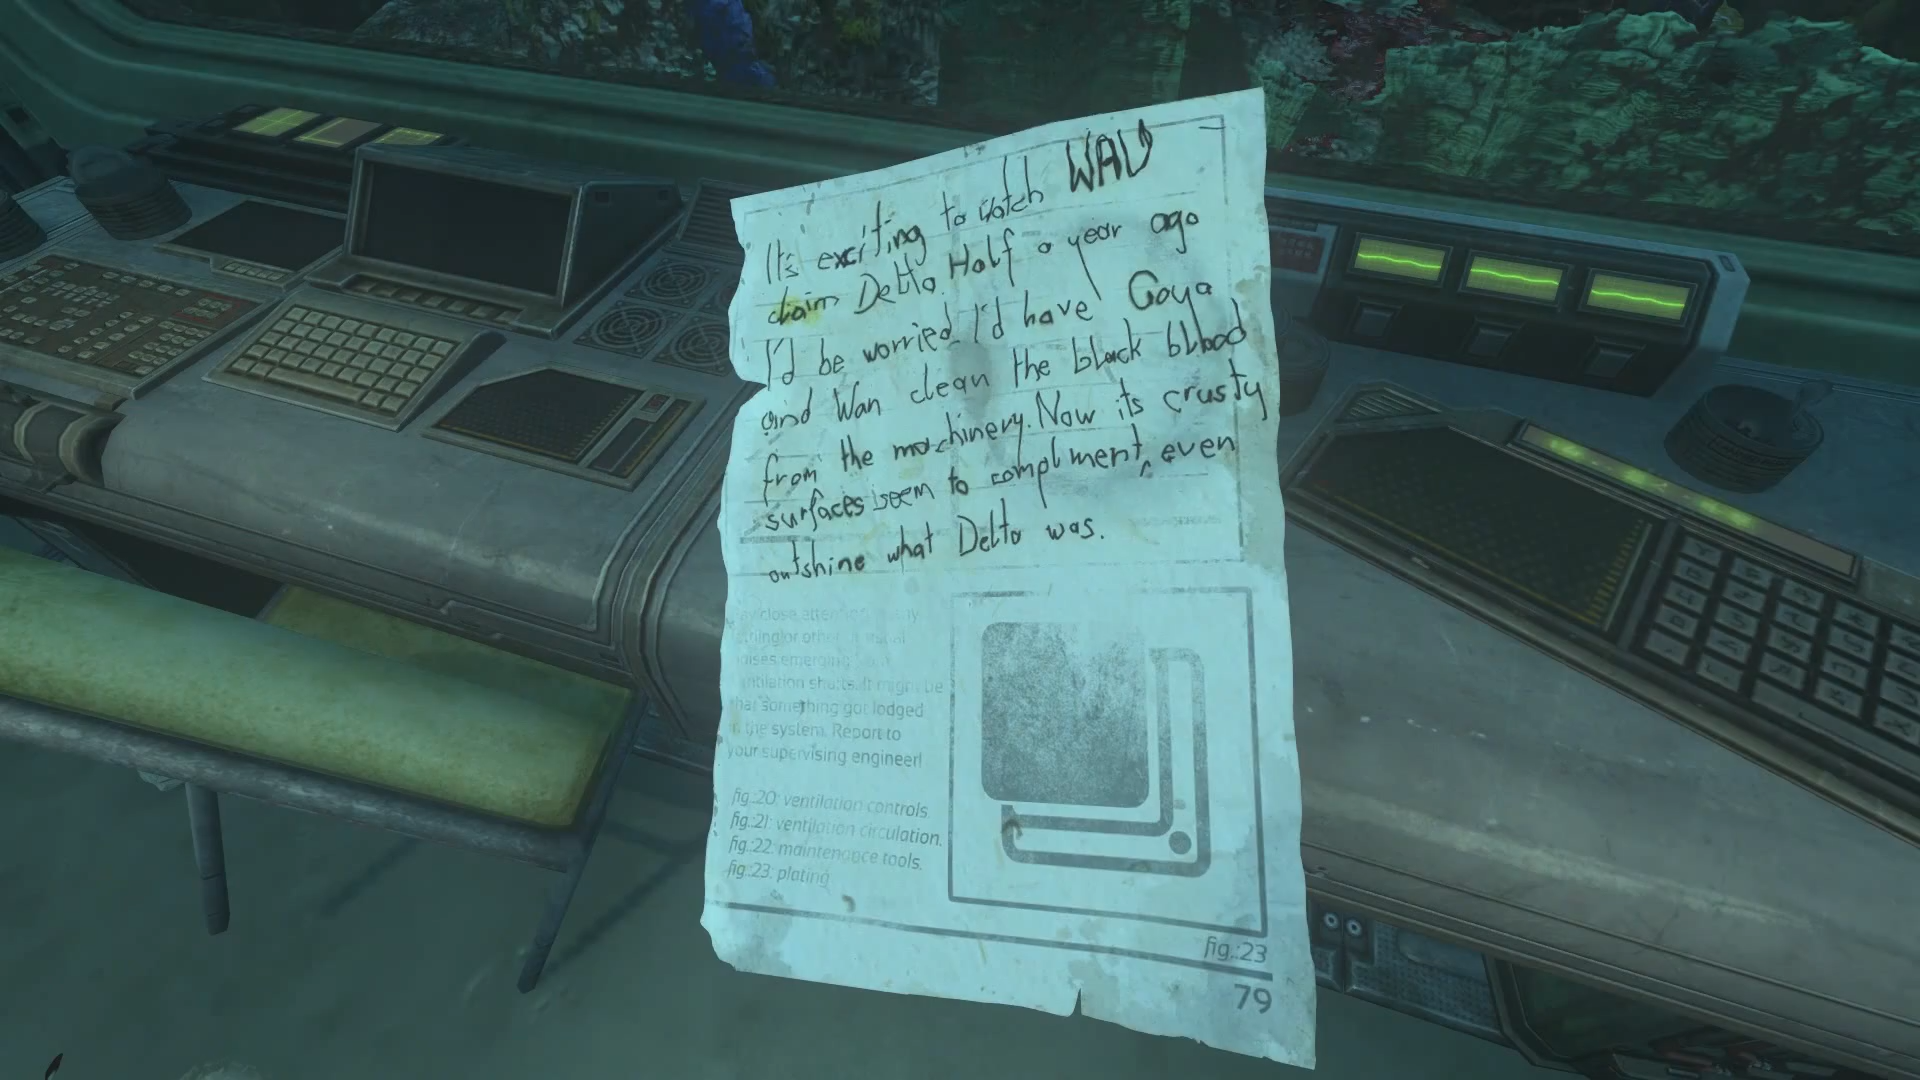 It's exciting to watch WAU
claim Delta. Half a year ago
I'd be worried. I'd have Goya
and Wan clean the black blbood
from the machinery. Now its crusty
surfaces seem to compliment, even
outshine what Delta was.
close
or other
noises emerging
ventilation shafts. It might be
that something got lodged
in the system. Report to
your supervising engineer!
fig.:20: ventilation controls
fig.:21: ventilation circulation,
fig.:22: maintenance tools,
fig.:23: plating
fig.:23
79